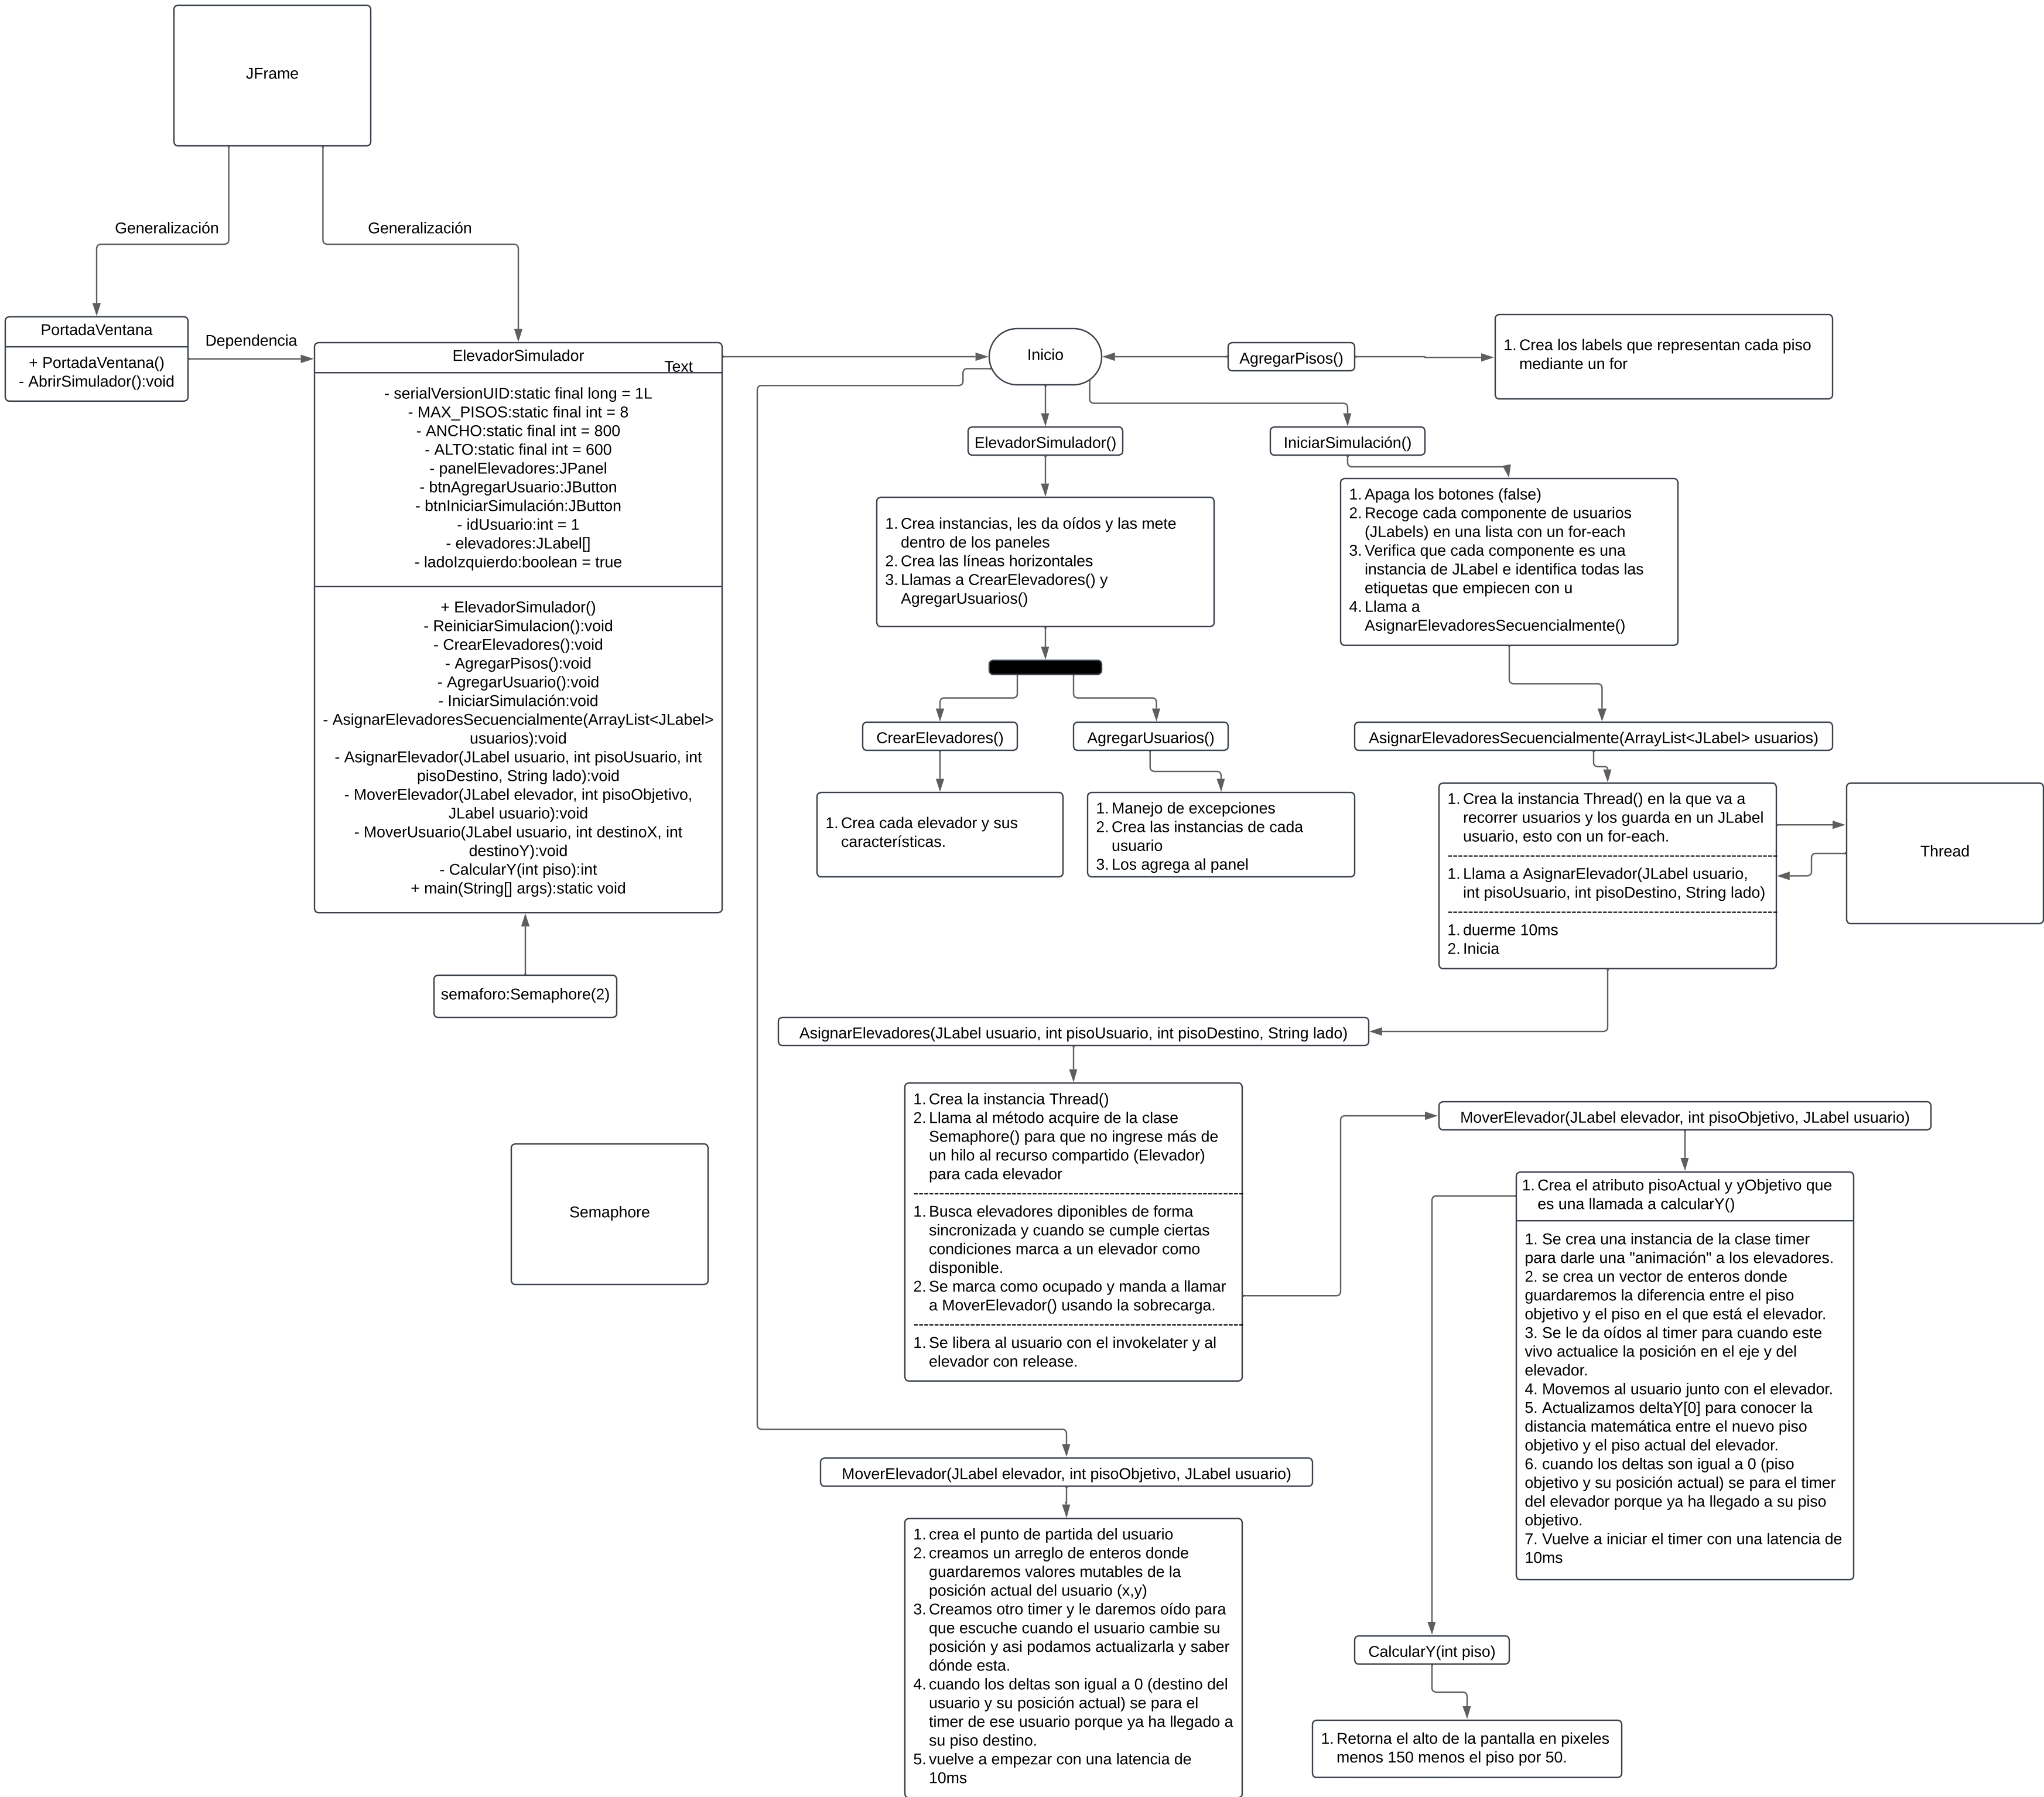 JFrame
Generalización
Generalización
PortadaVentana
+ PortadaVentana()
- AbrirSimulador():void
Dependencia
ElevadorSimulador
Text
- serialVersionUID:static final long = 1L
- MAX_PISOS:static final int = 8
- ANCHO:static final int = 800
- ALTO:static final int = 600
- panelElevadores:JPanel
- btnAgregarUsuario:JButton
- btnIniciarSimulación:JButton
- idUsuario:int = 1
- elevadores:JLabel[]
- ladoIzquierdo:boolean = true
+ ElevadorSimulador()
- ReiniciarSimulacion():void
- CrearElevadores():void
- AgregarPisos():void
- AgregarUsuario():void
- IniciarSimulación:void
- AsignarElevadoresSecuencialmente(ArrayList<JLabel>
usuarios):void
- AsignarElevador(JLabel usuario, int pisoUsuario, int
pisoDestino, String lado):void
- MoverElevador(JLabel elevador, int pisoObjetivo,
JLabel usuario):void
- MoverUsuario(JLabel usuario, int destinoX, int
destinoY):void
- CalcularY(int piso):int
+ main(String[] args):static void
semaforo:Semaphore(2)
Semaphore
Inicio
AgregarPisos()
1. Crea los labels que representan cada piso
mediante un for
ElevadorSimulador()
IniciarSimulación()
1. Crea instancias, les da oídos y las mete
dentro de los paneles
2. Crea las líneas horizontales
3. Llamas a CrearElevadores() y
AgregarUsuarios()
1. Apaga los botones (false)
2. Recoge cada componente de usuarios
(JLabels) en una lista con un for-each
3. Verifica que cada componente es una
instancia de JLabel e identifica todas las
etiquetas que empiecen con u
4. Llama a
AsignarElevadoresSecuencialmente()
CrearElevadores()
AgregarUsuarios()
AsignarElevadoresSecuencialmente(ArrayList<JLabel> usuarios)
1. Crea cada elevador y sus
características.
1. Manejo de excepciones
2. Crea las instancias de cada
usuario
3. Los agrega al panel
1. Crea la instancia Thread() en la que va a
recorrer usuarios y los guarda en un JLabel
usuario, esto con un for-each.
1. Llama a AsignarElevador(JLabel usuario,
int pisoUsuario, int pisoDestino, String lado)
1. duerme 10ms
2. Inicia
Thread
AsignarElevadores(JLabel usuario, int pisoUsuario, int pisoDestino, String lado)
1. Crea la instancia Thread()
2. Llama al método acquire de la clase
Semaphore() para que no ingrese más de
un hilo al recurso compartido (Elevador)
para cada elevador
1. Busca elevadores diponibles de forma
sincronizada y cuando se cumple ciertas
condiciones marca a un elevador como
disponible.
2. Se marca como ocupado y manda a llamar
a MoverElevador() usando la sobrecarga.
1. Se libera al usuario con el invokelater y al
elevador con release.
MoverElevador(JLabel elevador, int pisoObjetivo, JLabel usuario)
1. Crea el atributo pisoActual y yObjetivo que
es una llamada a calcularY()
1. Se crea una instancia de la clase timer
para darle una "animación" a los elevadores.
2. se crea un vector de enteros donde
guardaremos la diferencia entre el piso
objetivo y el piso en el que está el elevador.
3. Se le da oídos al timer para cuando este
vivo actualice la posición en el eje y del
elevador.
4. Movemos al usuario junto con el elevador.
5. Actualizamos deltaY[0] para conocer la
distancia matemática entre el nuevo piso
objetivo y el piso actual del elevador.
6. cuando los deltas son igual a 0 (piso
objetivo y su posición actual) se para el timer
del elevador porque ya ha llegado a su piso
objetivo.
7. Vuelve a iniciar el timer con una latencia de
10ms
MoverElevador(JLabel elevador, int pisoObjetivo, JLabel usuario)
1. crea el punto de partida del usuario
2. creamos un arreglo de enteros donde
guardaremos valores mutables de la
posición actual del usuario (x,y)
3. Creamos otro timer y le daremos oído para
que escuche cuando el usuario cambie su
posición y asi podamos actualizarla y saber
dónde esta.
4. cuando los deltas son igual a 0 (destino del
usuario y su posición actual) se para el
timer de ese usuario porque ya ha llegado a
su piso destino.
5. vuelve a empezar con una latencia de
10ms
CalcularY(int piso)
1. Retorna el alto de la pantalla en pixeles
menos 150 menos el piso por 50.